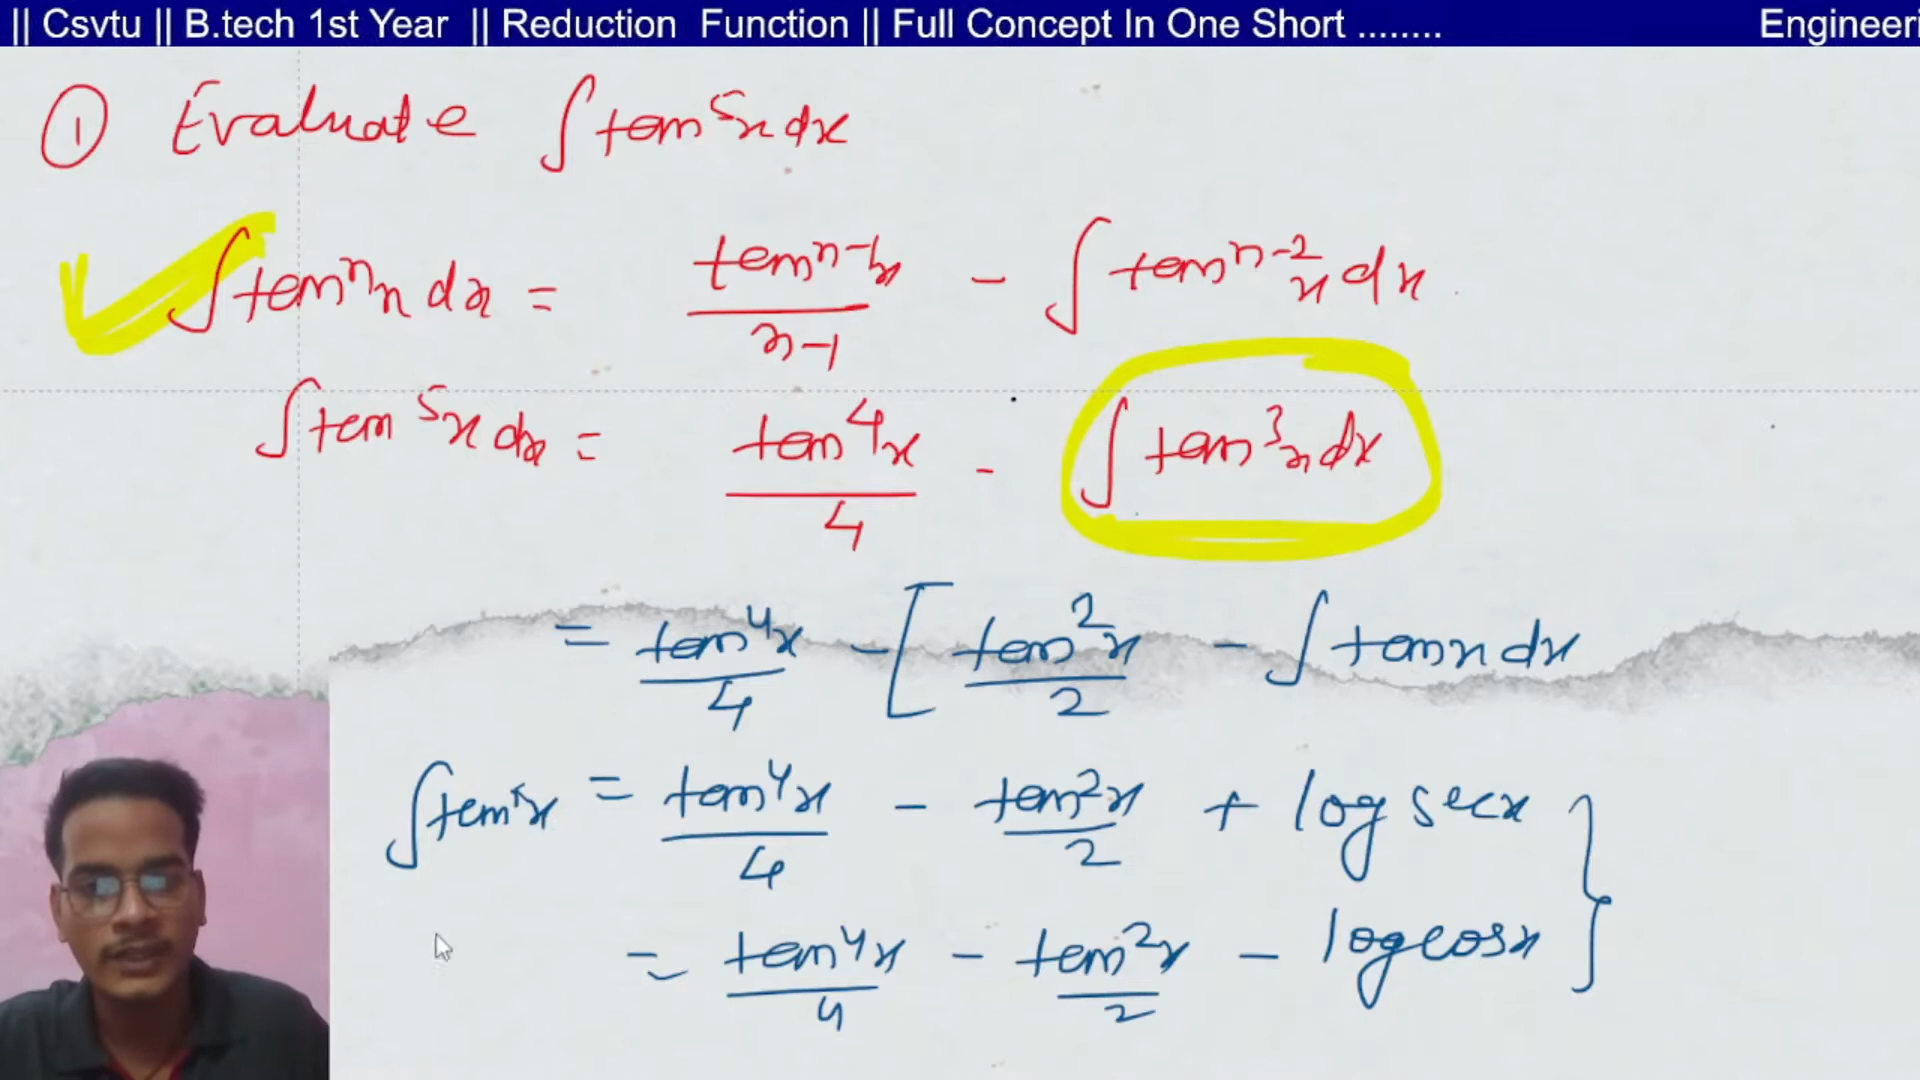 || Csvtu || B.tech 1st Year || Reduction Function || Full Concept In One Short ........ Engineeri
① Evaluate ∫ tan⁵x dx
∫ tanⁿx dx = tanⁿ⁻¹x / n-1 - ∫ tanⁿ⁻²x dx
∫ tan⁵x dx = tan⁴x / 4 - ∫ tan³x dx
= tan⁴x / 4 - [ tan²x / 2 - ∫ tanx dx
∫ tan⁵x = tan⁴x / 4 - tan²x / 2 + log secx
= tan⁴x / 4 - tan²x / 2 - log cosx }